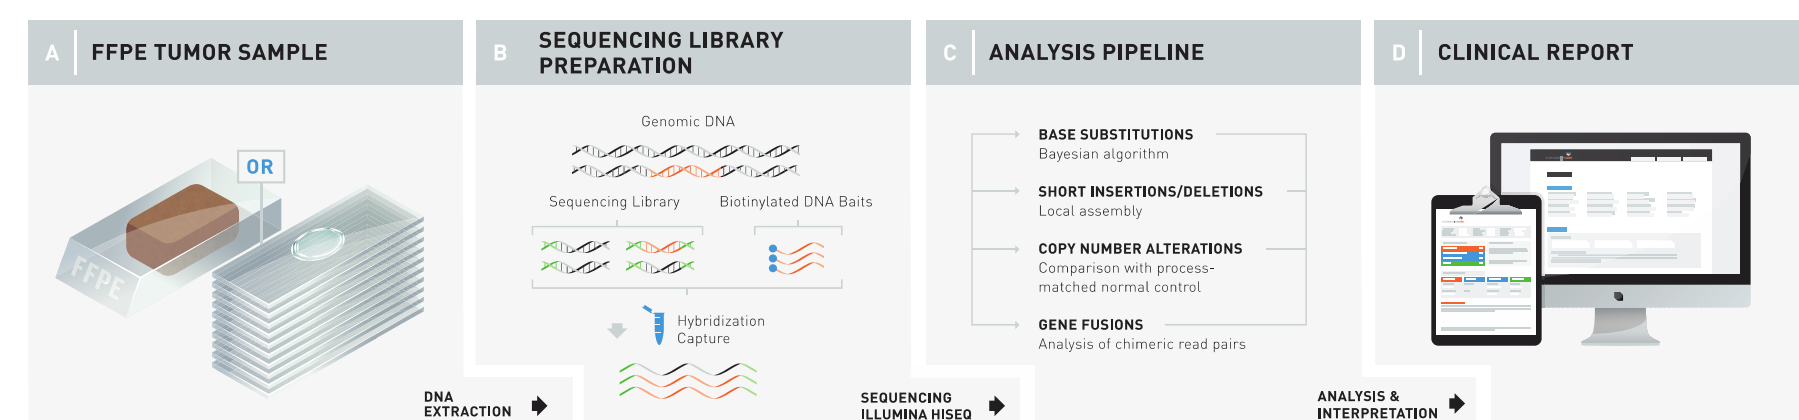 A
FFPE TUMOR SAMPLE
OR
FFPE
DNA
EXTRACTION
B
SEQUENCING LIBRARY
PREPARATION
Genomic DNA
Sequencing Library
Biotinylated DNA Baits
Hybridization
Capture
SEQUENCING
ILLUMINA HISEQ
C
ANALYSIS PIPELINE
BASE SUBSTITUTIONS
Bayesian algorithm
SHORT INSERTIONS/DELETIONS
Local assembly
COPY NUMBER ALTERATIONS
Comparison with process-
matched normal control
GENE FUSIONS
Analysis of chimeric read pairs
ANALYSIS &
INTERPRETATION
D
CLINICAL REPORT